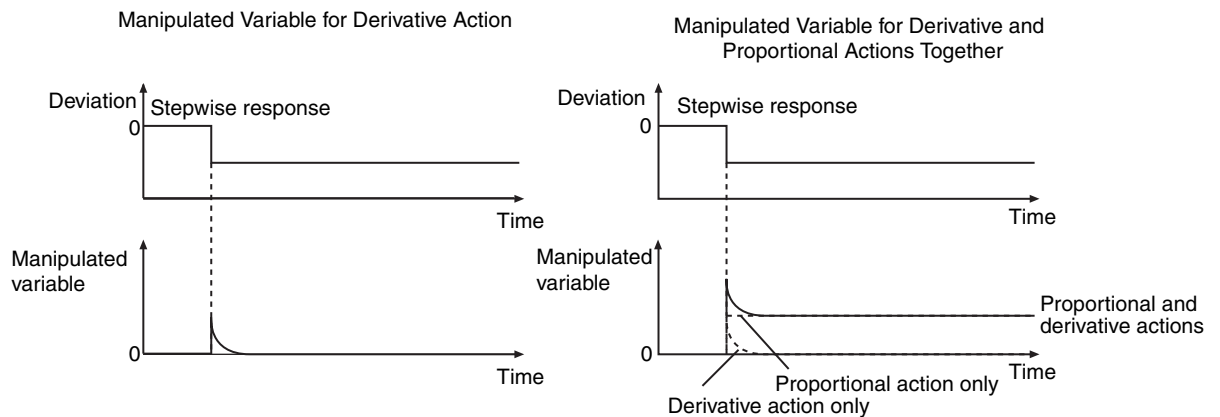 Manipulated Variable for Derivative Action
Deviation
0
Stepwise response
Time
Manipulated
variable
0
Time
Manipulated Variable for Derivative and
Proportional Actions Together
Deviation
0
Stepwise response
Time
Manipulated
variable
0
Proportional and
derivative actions
Time
Proportional action only
Derivative action only